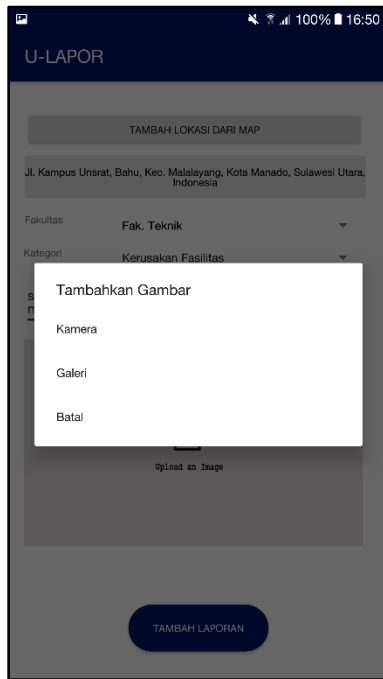 100% 16:50
U-LAPOR
TAMBAH LOKASI DARI MAP
Jl. Kampus Unsrat, Bahu, Kec. Malalayang, Kota Manado, Sulawesi Utara,
Indonesia
Fakultas
Fak. Teknik
Kategori
Kerusakan Fasilitas
Tambahkan Gambar
Kamera
Galeri
Batal
Upload an Image
TAMBAH LAPORAN